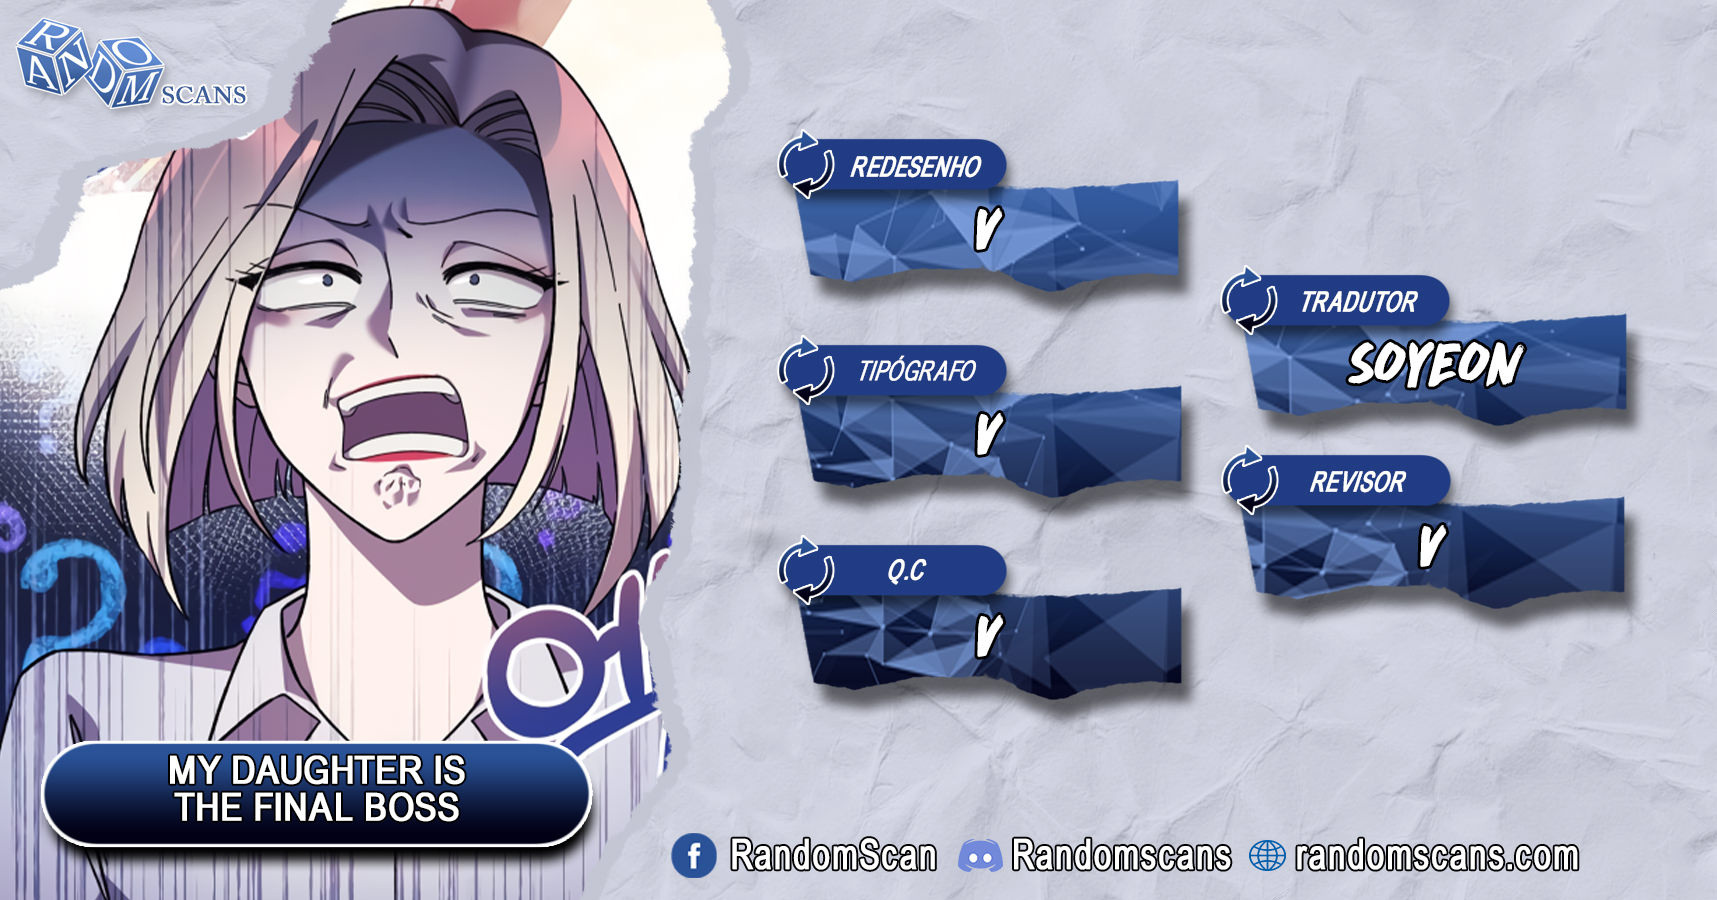 RANDOM SCANS
REDESENHO
V
TIPÓGRAFO
V
Q.C
V
TRADUTOR
SOYEON
REVISOR
V
MY DAUGHTER IS
THE FINAL BOSS
RandomScan
Randomscans
randomscans.com